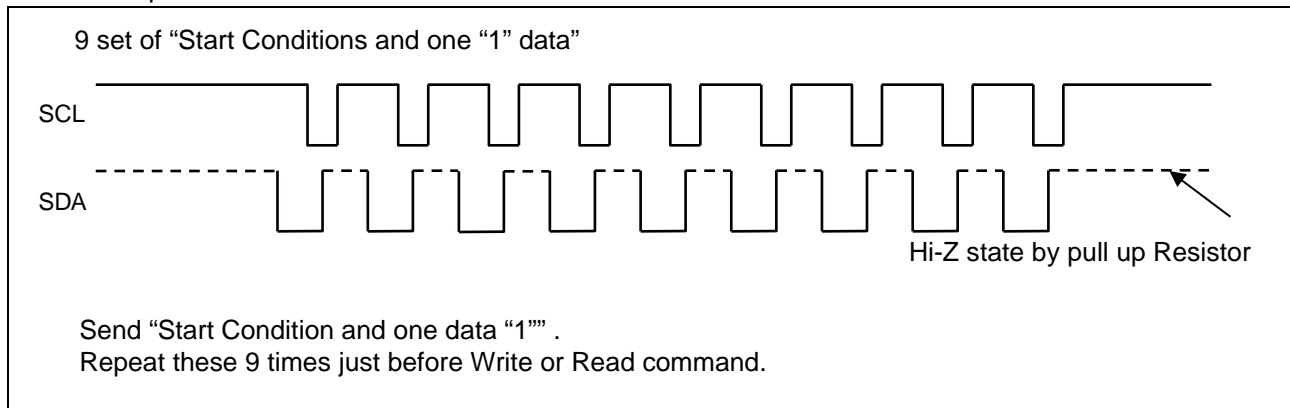 9 set of “Start Conditions and one “1” data”
SCL
SDA
Hi-Z state by pull up Resistor
Send “Start Condition and one data “1”” .
Repeat these 9 times just before Write or Read command.